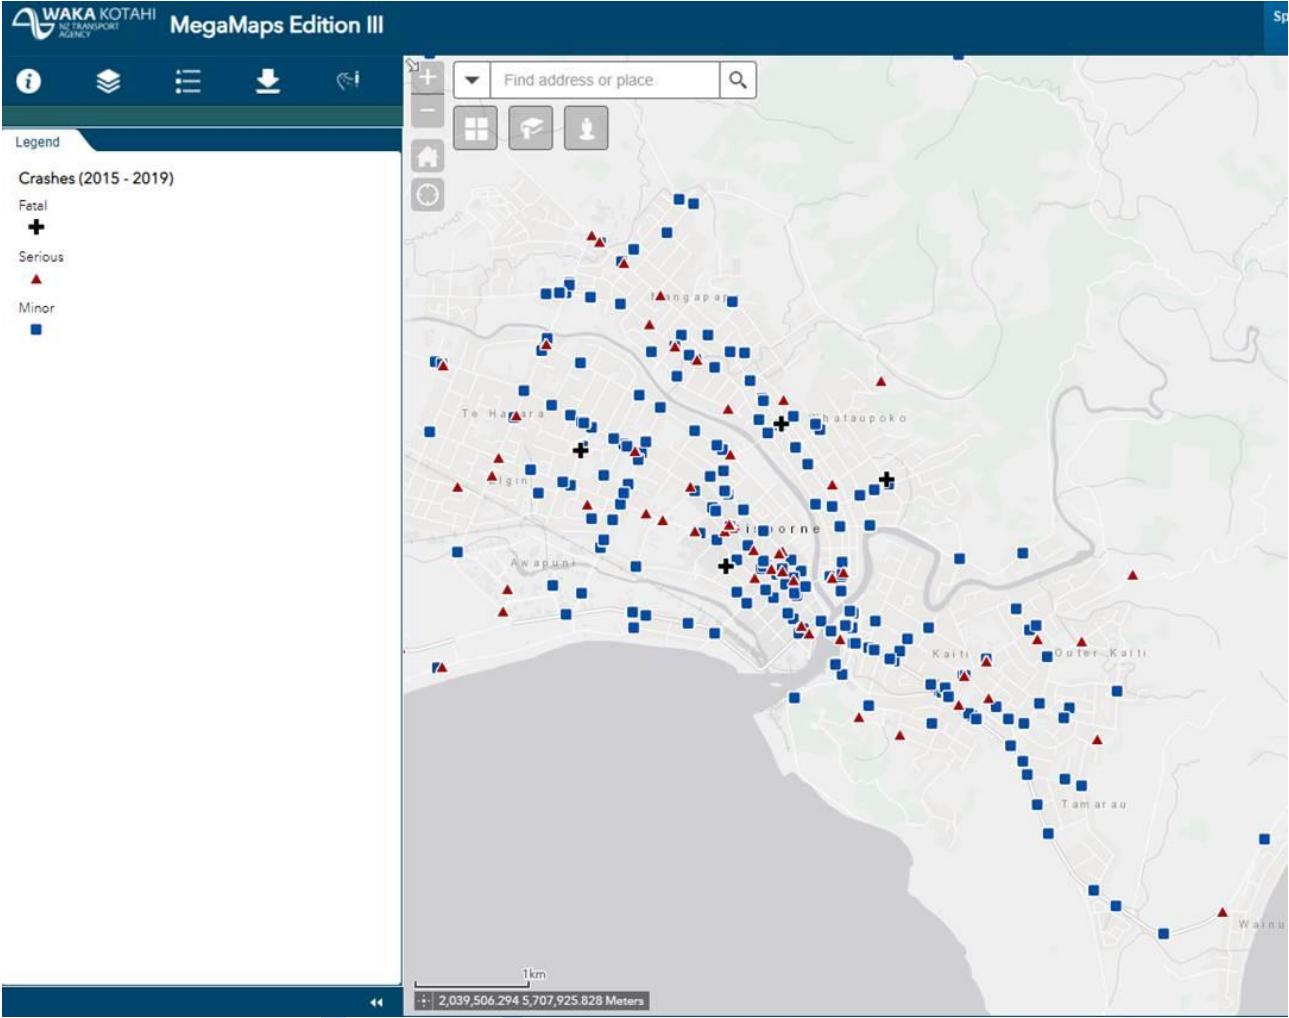 WAKA KOTAHI
NZ TRANSPORT
AGENCY
MegaMaps Edition III
Sp
Find address or place
Legend
Crashes (2015 - 2019)
Fatal
Serious
Minor
Te Hapara
Whataupoko
Elgin
Gisborne
Awapuni
Kaiti
Outer Kaiti
Tamarau
Wainu
1km
2,039,506.294 5,707,925.828 Meters